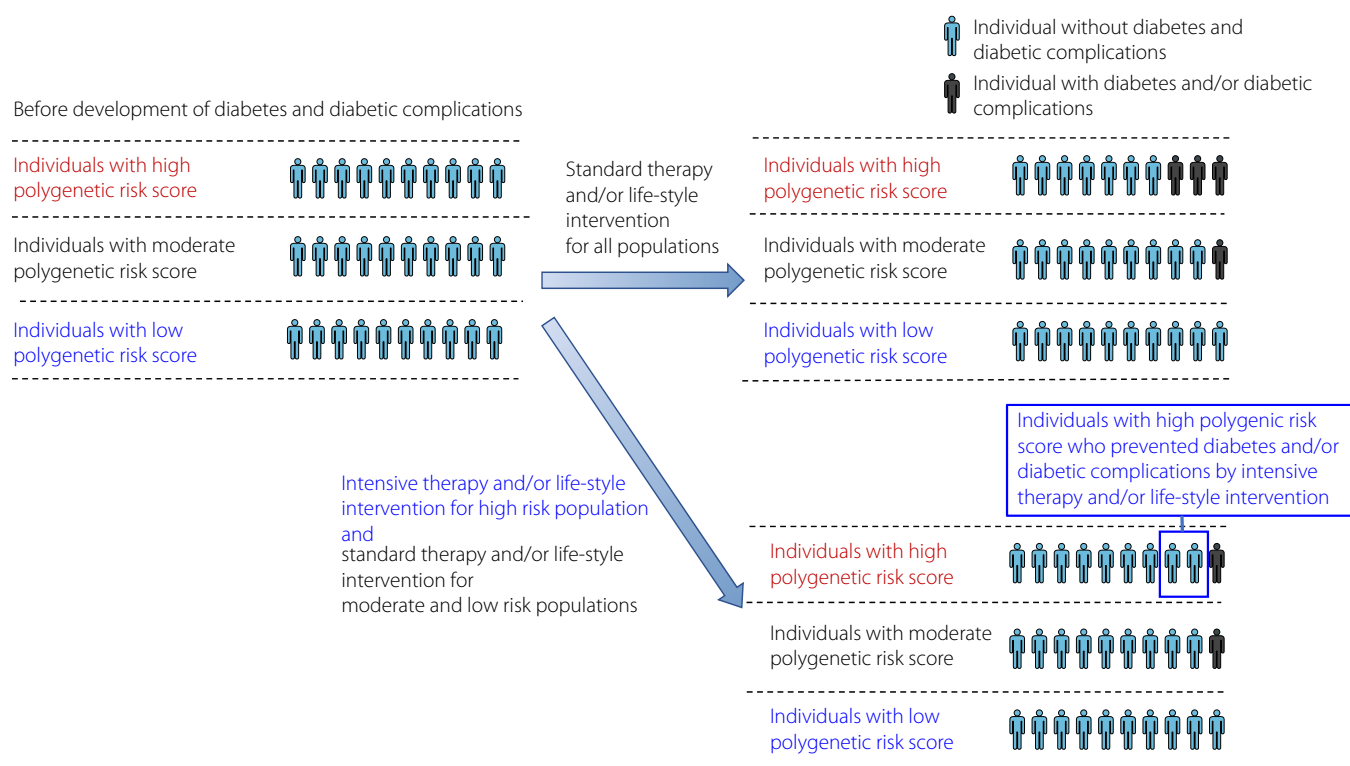 Individual without diabetes and
diabetic complications
Individual with diabetes and/or diabetic
complications
Before development of diabetes and diabetic complications
Individuals with high
polygenetic risk score
Individuals with moderate
polygenetic risk score
Individuals with low
polygenetic risk score
Standard therapy
and/or life-style
intervention
for all populations
Individuals with high
polygenetic risk score
Individuals with moderate
polygenetic risk score
Individuals with low
polygenetic risk score
Intensive therapy and/or life-style
intervention for high risk population
and
standard therapy and/or life-style
intervention for
moderate and low risk populations
Individuals with high polygenic risk
score who prevented diabetes and/or
diabetic complications by intensive
therapy and/or life-style intervention
Individuals with high
polygenetic risk score
Individuals with moderate
polygenetic risk score
Individuals with low
polygenetic risk score